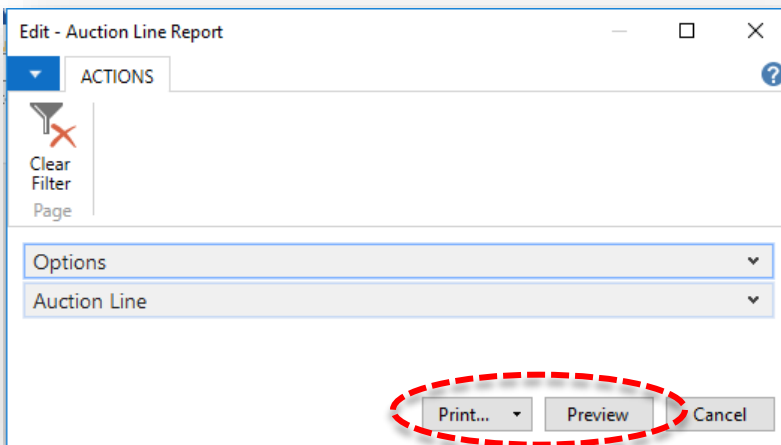 Edit - Auction Line Report
ACTIONS
?
Clear
Filter
Page
Options
Auction Line
Print...
Preview
Cancel